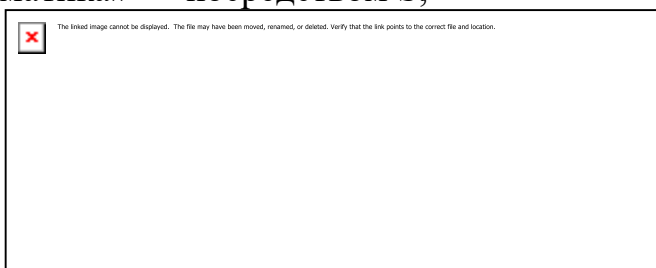 The linked image cannot be displayed. The file may have been moved, renamed, or deleted. Verify that the link points to the correct file and location.